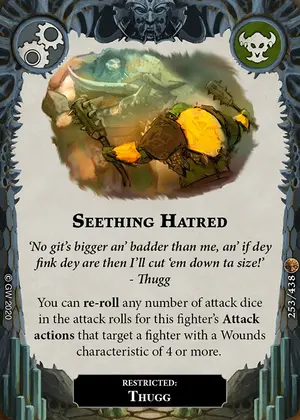 SEETHING HATRED
‘No git’s bigger an’ badder than me, an’ if dey
fink dey are then I’ll cut ‘em down ta size!’
- Thugg
You can re-roll any number of attack dice
in the attack rolls for this fighter’s Attack
actions that target a fighter with a Wounds
characteristic of 4 or more.
RESTRICTED:
THUGG
© GW 2020
253/438